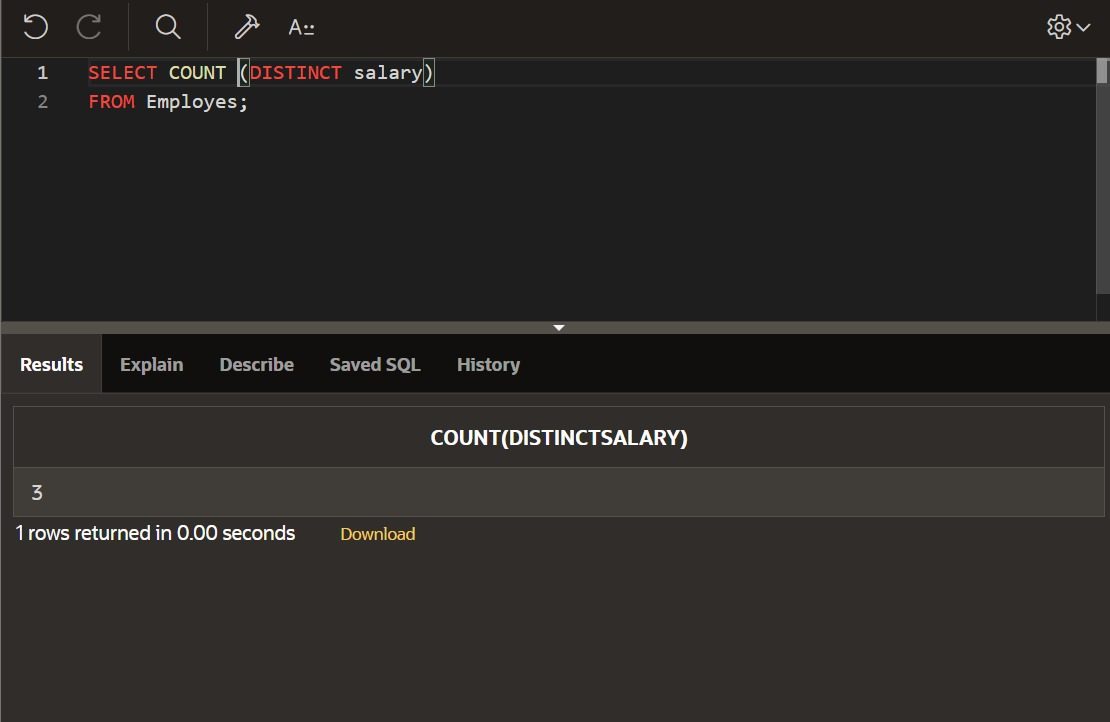 A::
1 SELECT COUNT (DISTINCT salary)
2 FROM Employes;
Results Explain Describe Saved SQL History
COUNT(DISTINCTSALARY)
3
1 rows returned in 0.00 seconds Download